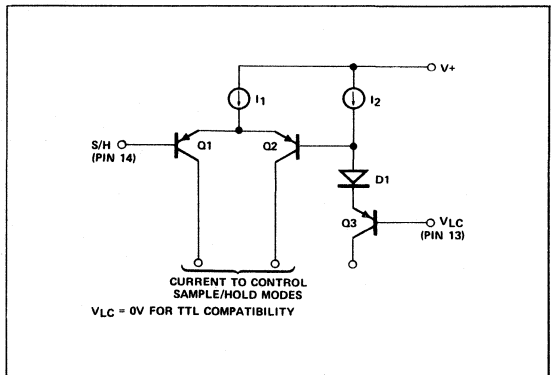 V+
I1
I2
S/H
(PIN 14)
Q1
Q2
D1
Q3
VLC
(PIN 13)
CURRENT TO CONTROL
SAMPLE/HOLD MODES
VLC = 0V FOR TTL COMPATIBILITY